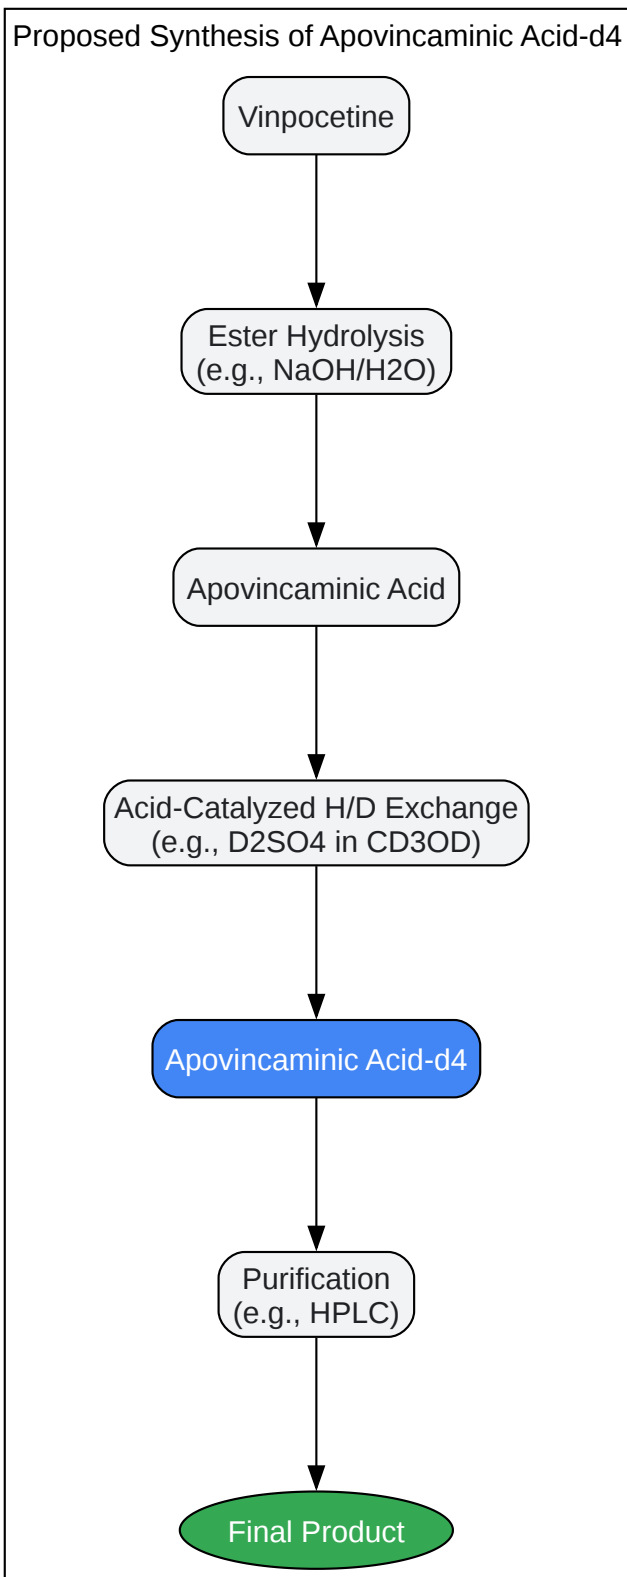 Proposed Synthesis of Apovincaminic Acid-d4
Vinpocetine
Ester Hydrolysis
(e.g., NaOH/H2O)
Apovincaminic Acid
Acid-Catalyzed H/D Exchange
(e.g., D2SO4 in CD3OD)
Apovincaminic Acid-d4
Purification
(e.g., HPLC)
Final Product